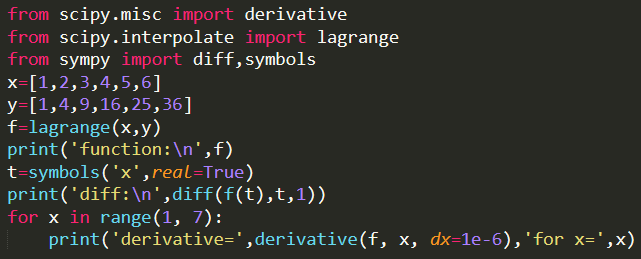 from scipy.misc import derivative
from scipy.interpolate import lagrange
from sympy import diff,symbols
x=[1,2,3,4,5,6]
y=[1,4,9,16,25,36]
f=lagrange(x,y)
print('function:\n',f)
t=symbols('x',real=True)
print('diff:\n',diff(f(t),t,1))
for x in range(1, 7):
    print('derivative=',derivative(f, x, dx=1e-6),'for x=',x)